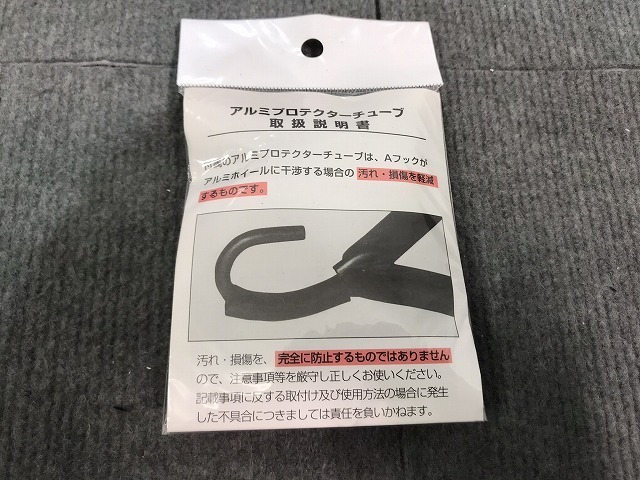 アルミプロテクターチューブ
取扱説明書
のアルミプロテクターチューブは、Aフックが
アルミホイールに干渉する場合の汚れ・損傷を軽減
するものです。
汚れ・損傷を、完全に防止するものではありません
ので、注意事項等を厳守し正しくお使いください。
記載事項に反する取付け及び使用方法の場合に発生
した不具合につきましては責任を負いかねます。